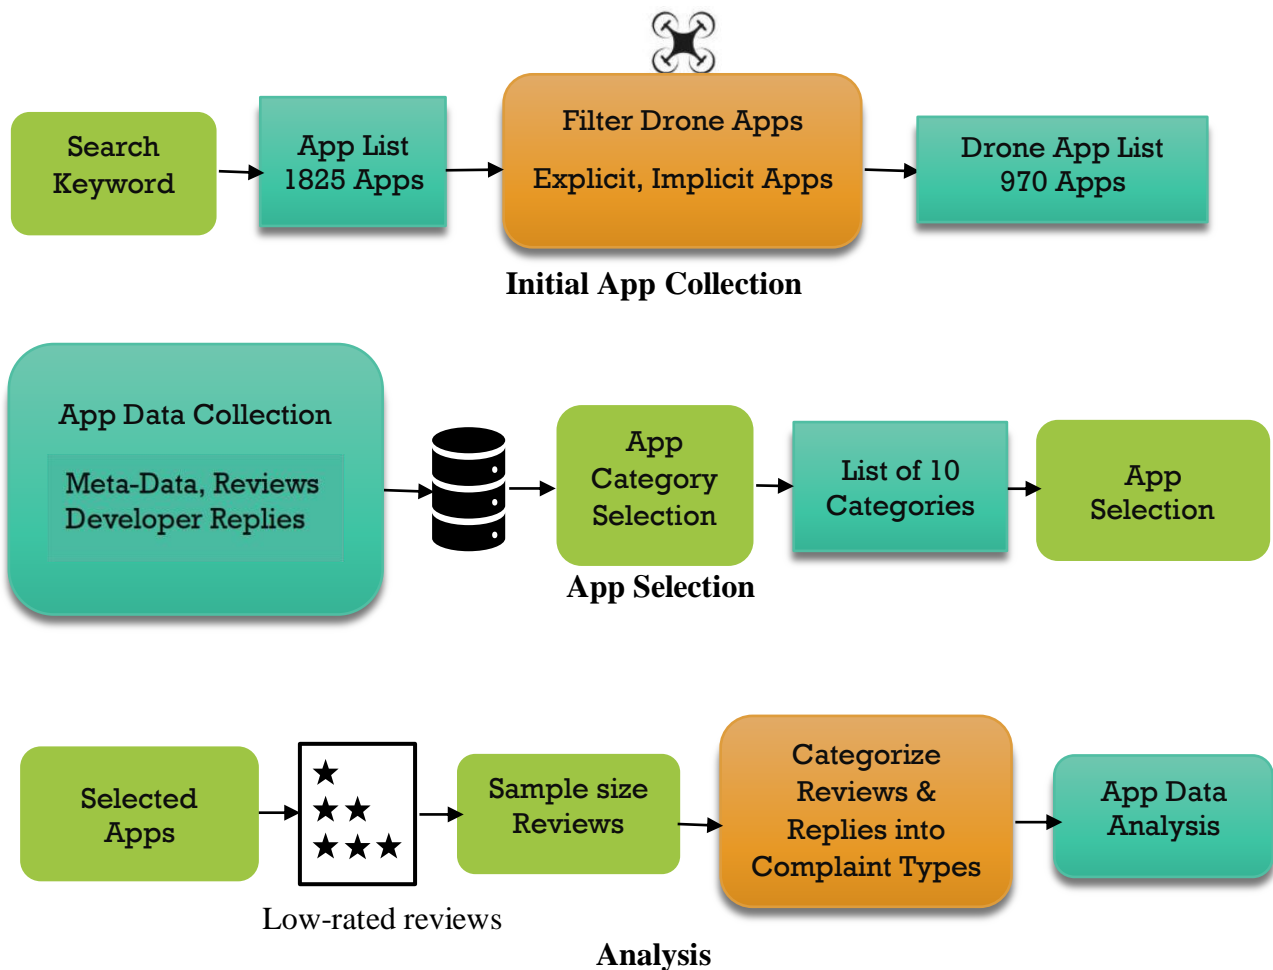 Search
Keyword
App List
1825 Apps
Filter Drone Apps
Explicit, Implicit Apps
Drone App List
970 Apps
Initial App Collection
App Data Collection
Meta-Data, Reviews
Developer Replies
App
Category
Selection
List of 10
Categories
App
Selection
App Selection
Selected
Apps
Low-rated reviews
Sample size
Reviews
Categorize
Reviews &
Replies into
Complaint Types
App Data
Analysis
Analysis